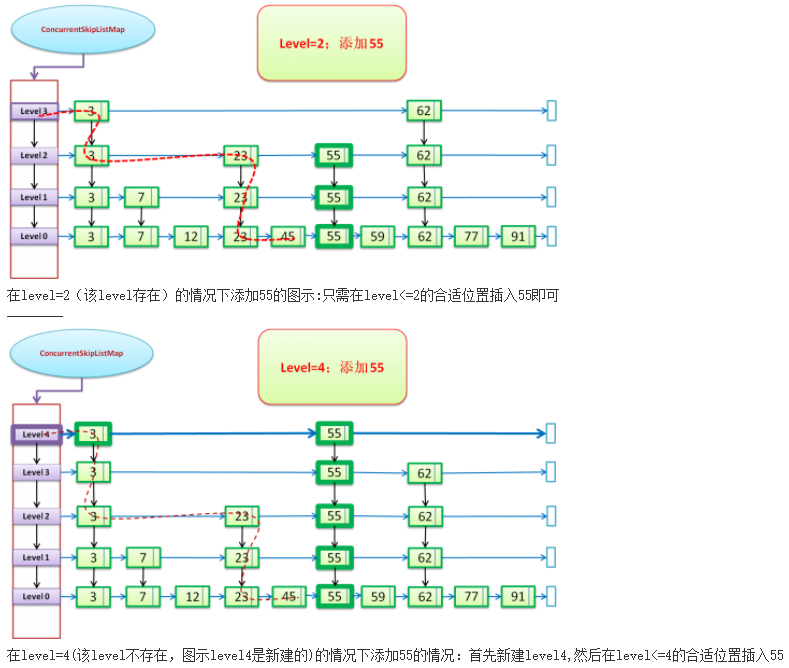 ConcurrentSkipListMap
Level=2；添加55
Level 3 3 62
Level 2 3 23 55 62
Level 1 3 7 23 55 62
Level 0 3 7 12 23 45 55 59 62 77 91
在level=2（该level存在）的情况下添加55的图示:只需在level<=2的合适位置插入55即可
ConcurrentSkipListMap
Level=4；添加55
Level 4 3 55
Level 3 3 55 62
Level 2 3 23 55 62
Level 1 3 7 23 55 62
Level 0 3 7 12 23 45 55 59 62 77 91
在level=4(该level不存在，图示level4是新建的)的情况下添加55的情况：首先新建level4,然后在level<=4的合适位置插入55